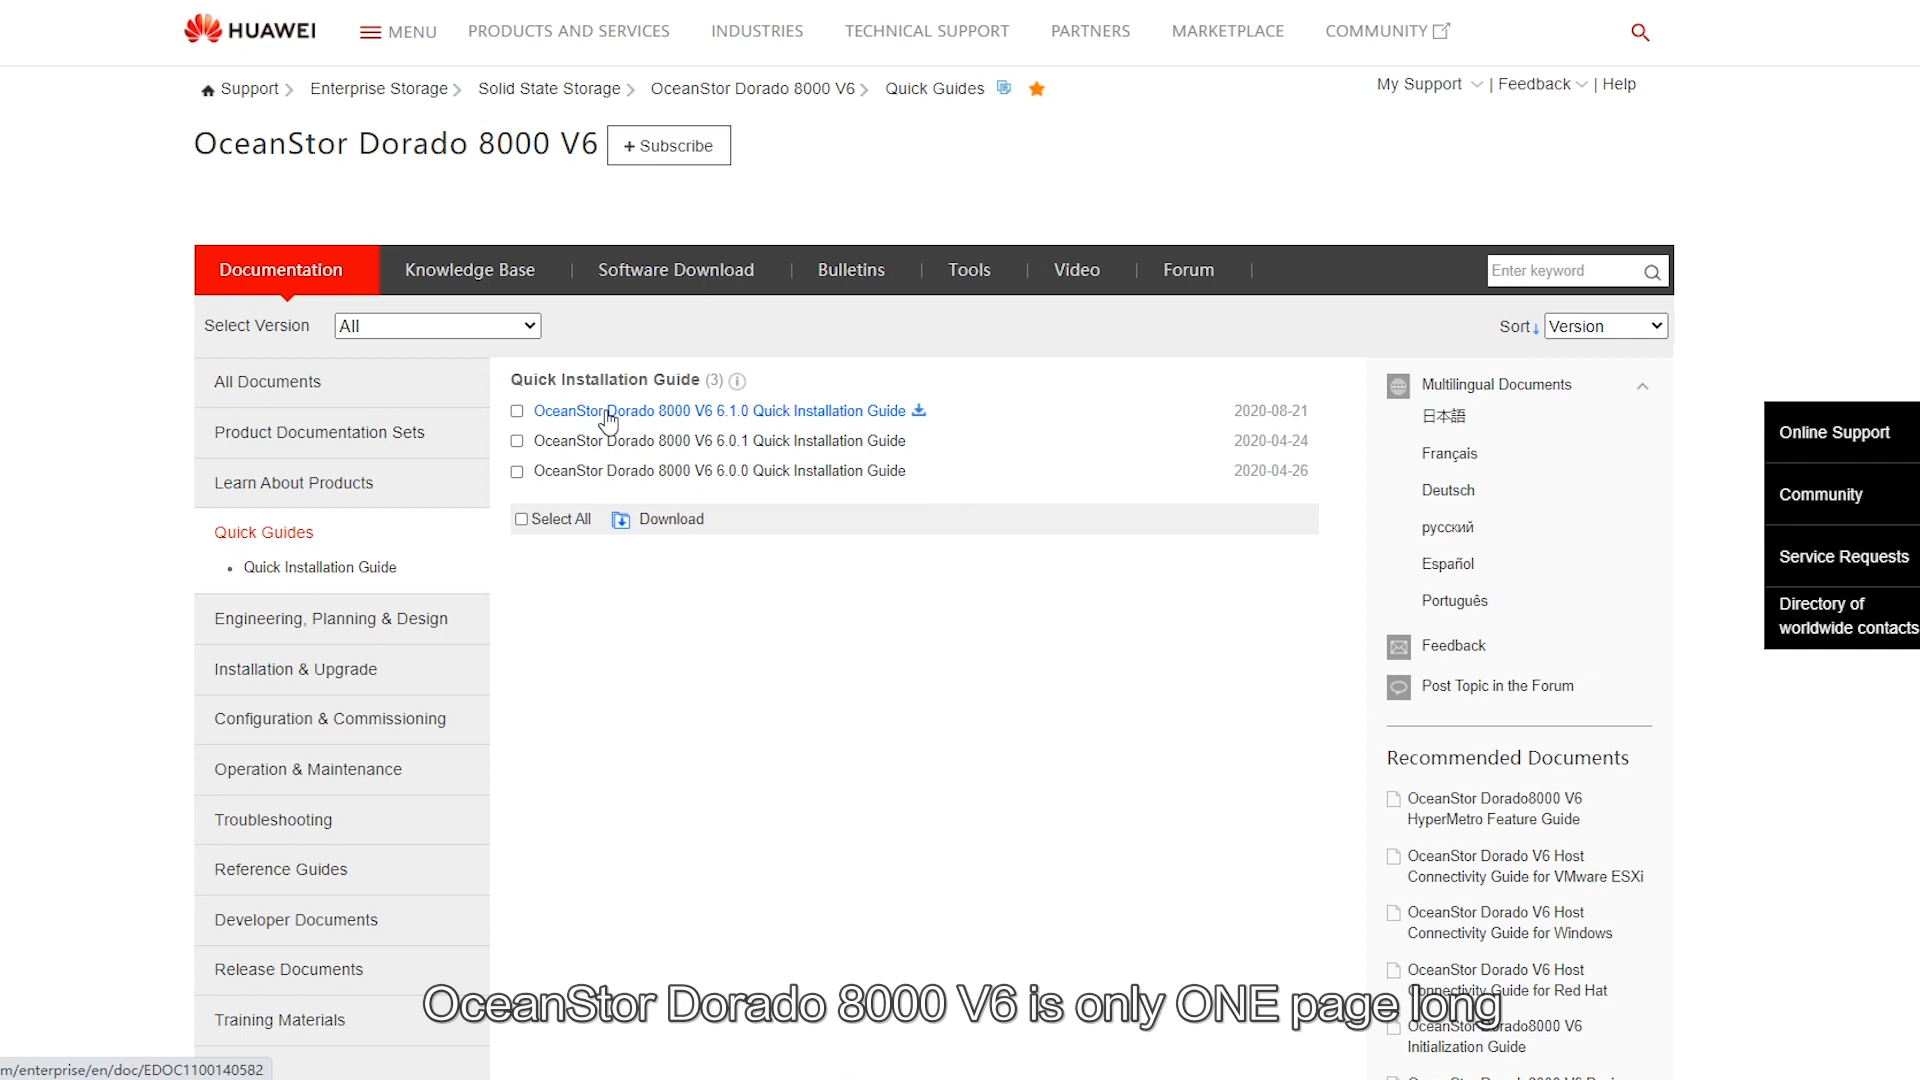 HUAWEI
MENU
PRODUCTS AND SERVICES
INDUSTRIES
TECHNICAL SUPPORT
PARTNERS
MARKETPLACE
COMMUNITY
Support
Enterprise Storage
Solid State Storage
OceanStor Dorado 8000 V6
Quick Guides
My Support | Feedback | Help
OceanStor Dorado 8000 V6
+ Subscribe
Documentation
Knowledge Base
Software Download
Bulletins
Tools
Video
Forum
Enter keyword
Select Version
All
Sort
Version
All Documents
Product Documentation Sets
Learn About Products
Quick Guides
Quick Installation Guide
Engineering, Planning & Design
Installation & Upgrade
Configuration & Commissioning
Operation & Maintenance
Troubleshooting
Reference Guides
Developer Documents
Release Documents
Training Materials
Quick Installation Guide (3)
OceanStor Dorado 8000 V6 6.1.0 Quick Installation Guide 2020-08-21
OceanStor Dorado 8000 V6 6.0.1 Quick Installation Guide 2020-04-24
OceanStor Dorado 8000 V6 6.0.0 Quick Installation Guide 2020-04-26
Select All
Download
Multilingual Documents
日本語
Français
Deutsch
русский
Español
Português
Feedback
Post Topic in the Forum
Recommended Documents
OceanStor Dorado8000 V6
HyperMetro Feature Guide
OceanStor Dorado V6 Host
Connectivity Guide for VMware ESXi
OceanStor Dorado V6 Host
Connectivity Guide for Windows
OceanStor Dorado V6 Host
Connectivity Guide for Red Hat
OceanStor Dorado8000 V6
Initialization Guide
Online Support
Community
Service Requests
Directory of
worldwide contacts
OceanStor Dorado 8000 V6 is only ONE page long
m/enterprise/en/doc/EDOC1100140582